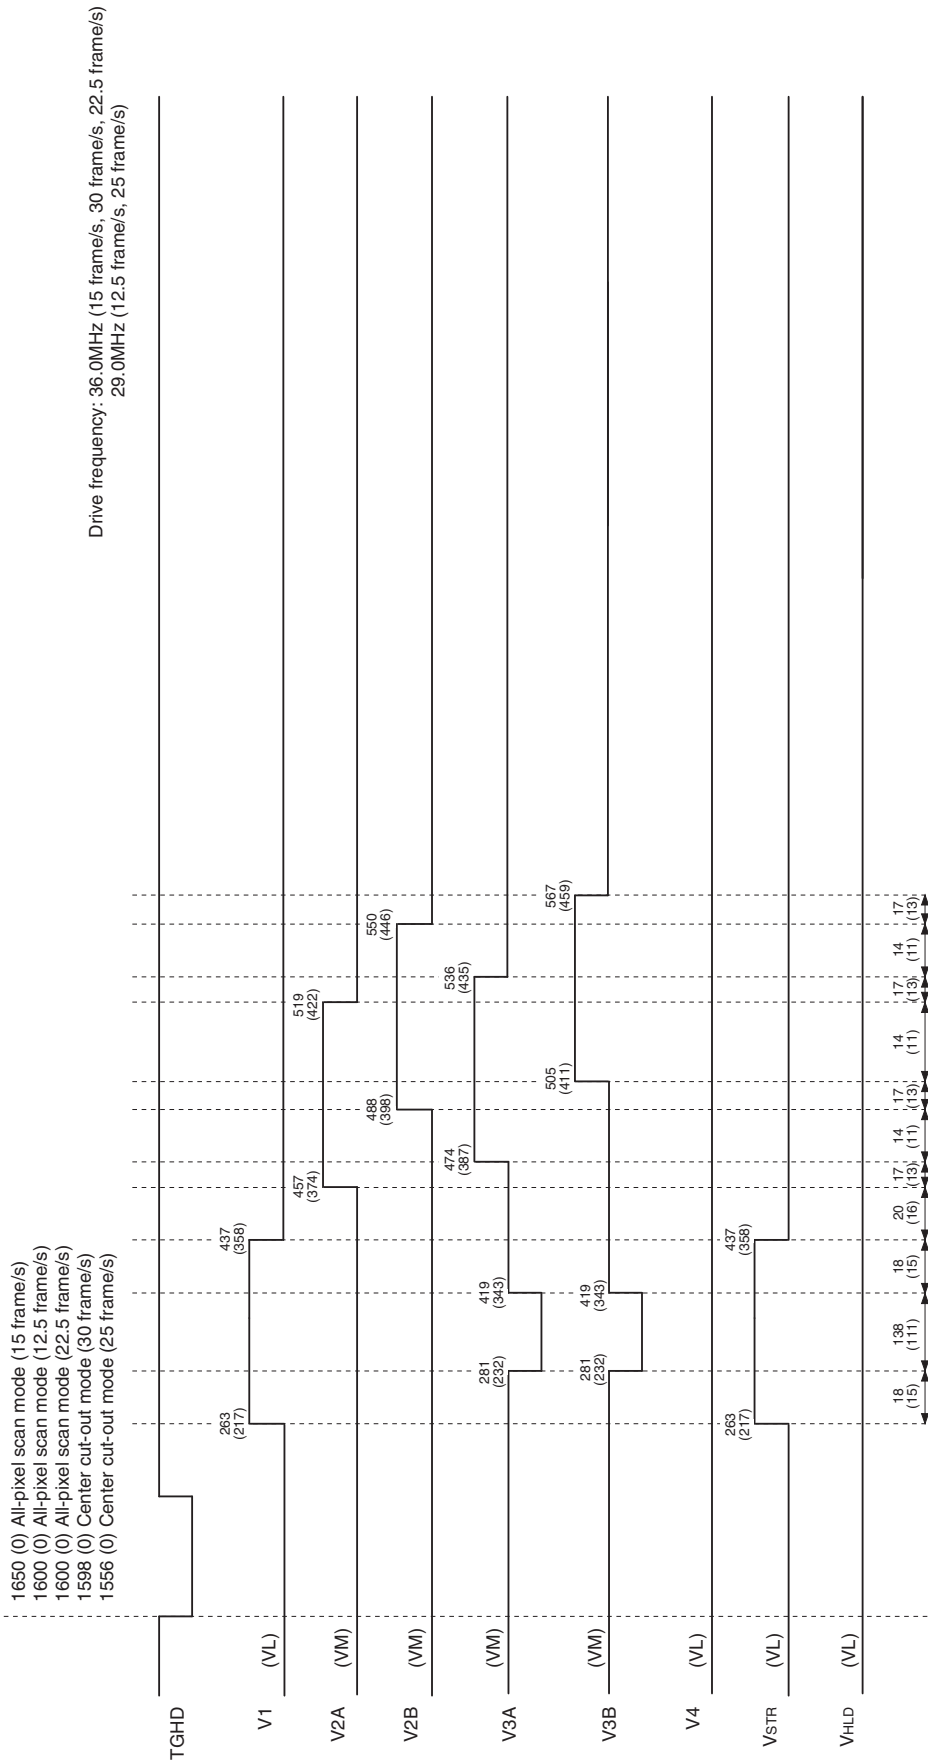 1650 (0) All-pixel scan mode (15 frame/s)
1600 (0) All-pixel scan mode (12.5 frame/s)
1600 (0) All-pixel scan mode (22.5 frame/s)
1598 (0) Center cut-out mode (30 frame/s)
1556 (0) Center cut-out mode (25 frame/s)
Drive frequency: 36.0MHz (15 frame/s, 30 frame/s, 22.5 frame/s)
29.0MHz (12.5 frame/s, 25 frame/s)
TGHD
V1
(VL)
263
(217)
437
(358)
V2A
(VM)
457
(374)
519
(422)
V2B
(VM)
488
(398)
550
(446)
V3A
(VM)
281
(232)
419
(343)
474
(387)
536
(435)
V3B
(VM)
281
(232)
419
(343)
505
(411)
567
(459)
V4
(VL)
VSTR
(VL)
263
(217)
437
(358)
VHLD
(VL)
18 138 18 20 17 14 17 14 17 14 17
(15) (111) (15) (16) (13) (11) (13) (11) (13) (11) (13)